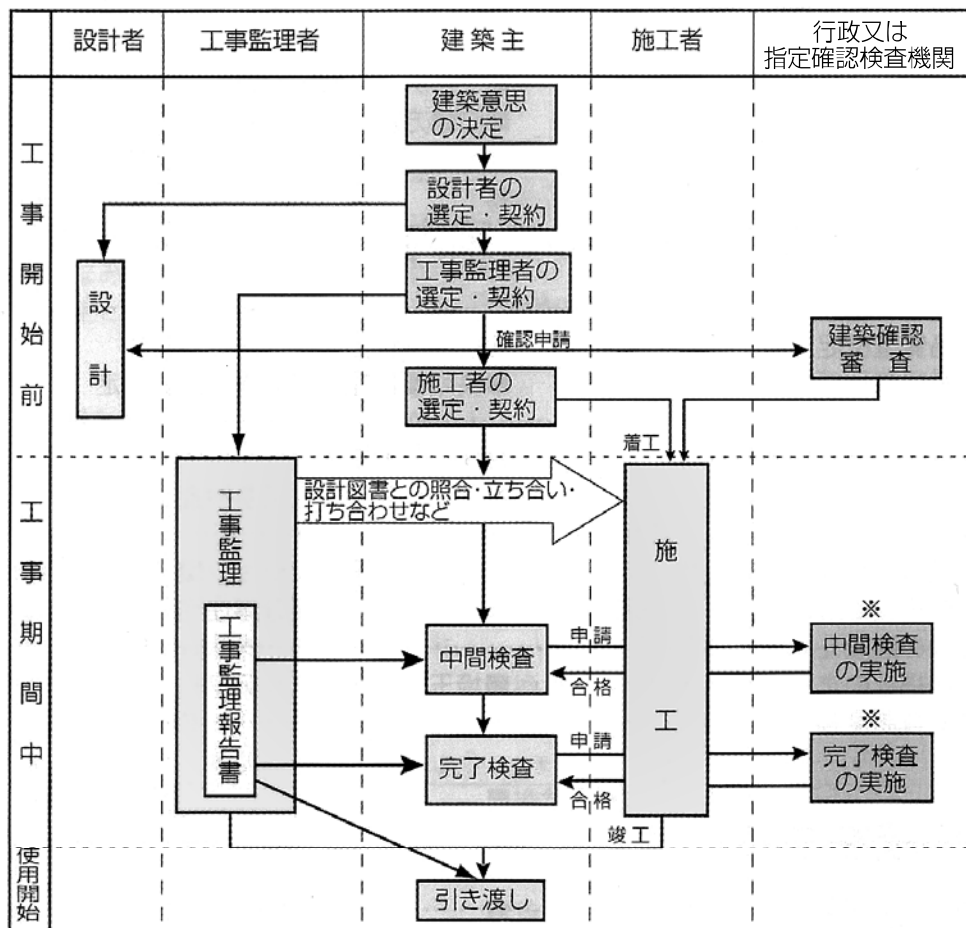 設計者
工事監理者
建築主
施工者
行政又は
指定確認検査機関
工事開始前
建築意思
の決定
設計者の
選定・契約
工事監理者の
選定・契約
設計
確認申請
建築確認
審査
施工者の
選定・契約
着工
工事期間中
工事監理
設計図書との照合・立ち合い・
打ち合わせなど
施工
工事監理報告書
中間検査
申請
合格
※
中間検査
の実施
完了検査
申請
合格
※
完了検査
の実施
竣工
使用開始
引き渡し